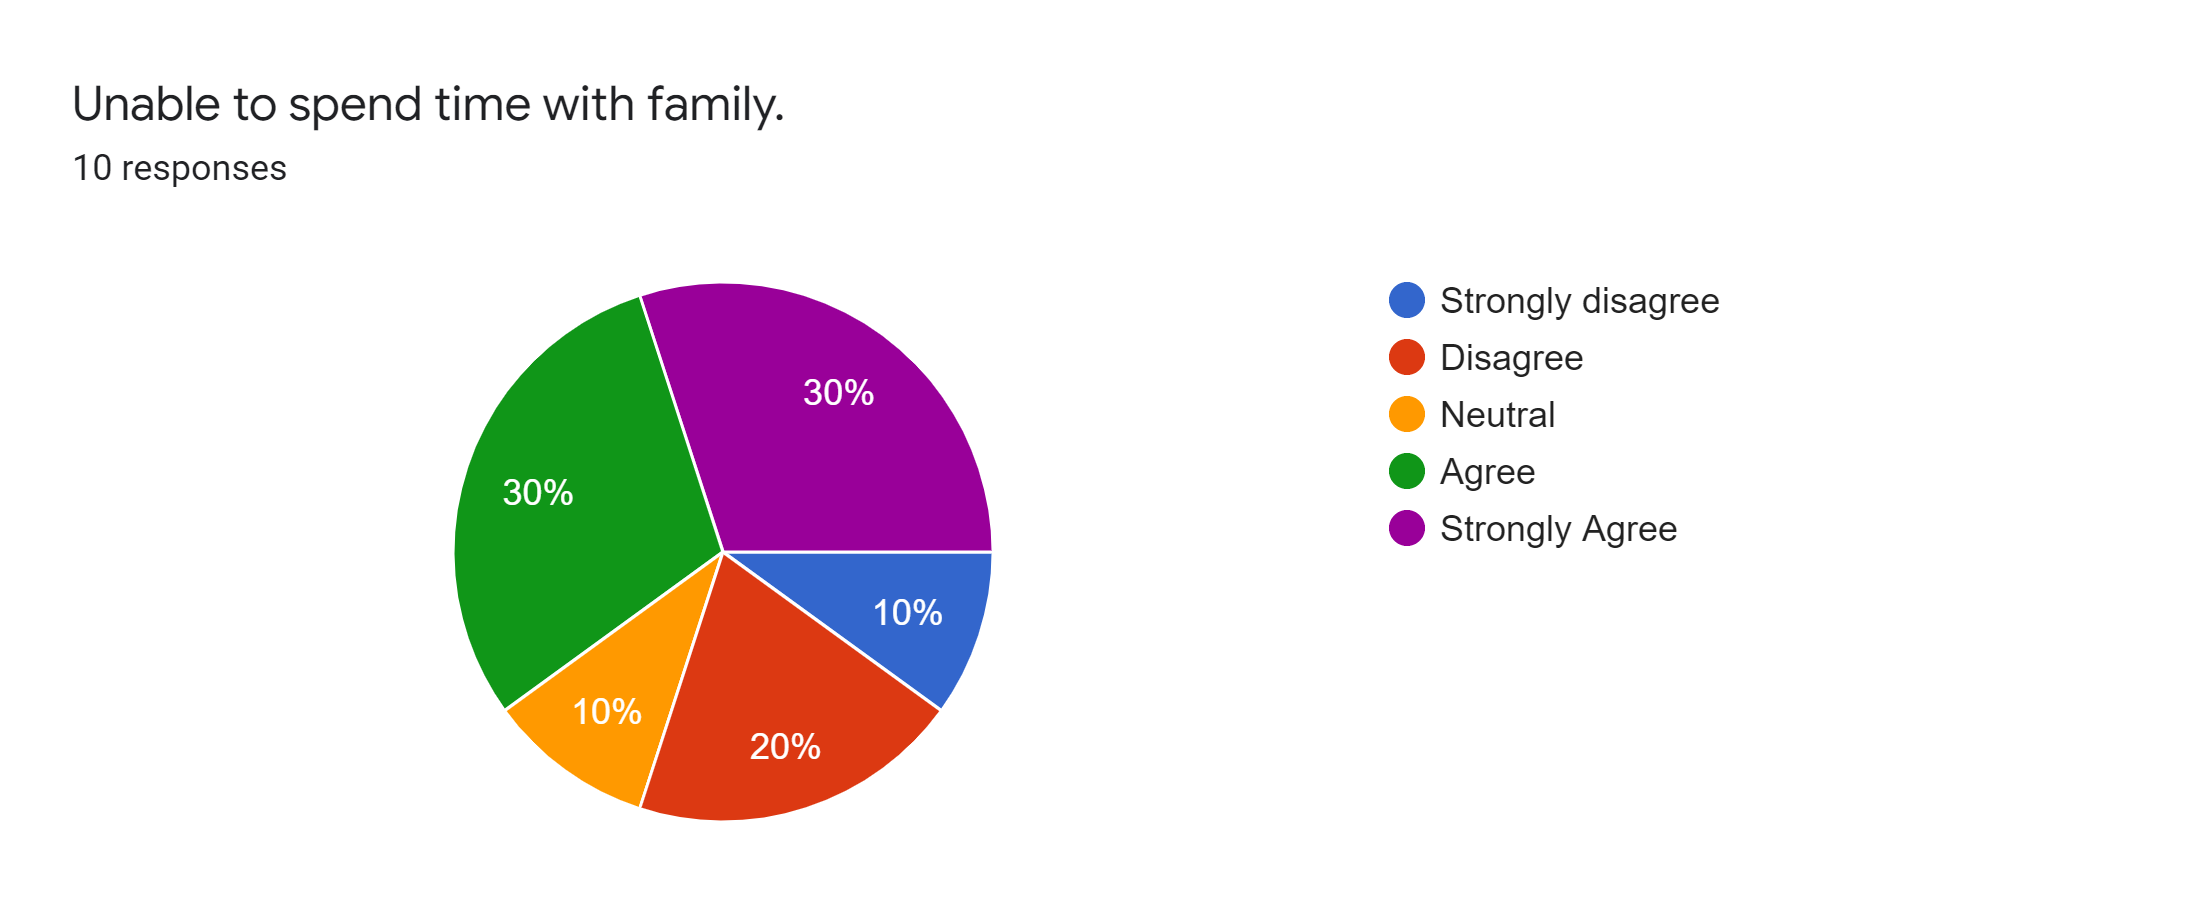 Unable to spend time with family.
10 responses
30%
30%
10%
10%
20%
Strongly disagree
Disagree
Neutral
Agree
Strongly Agree